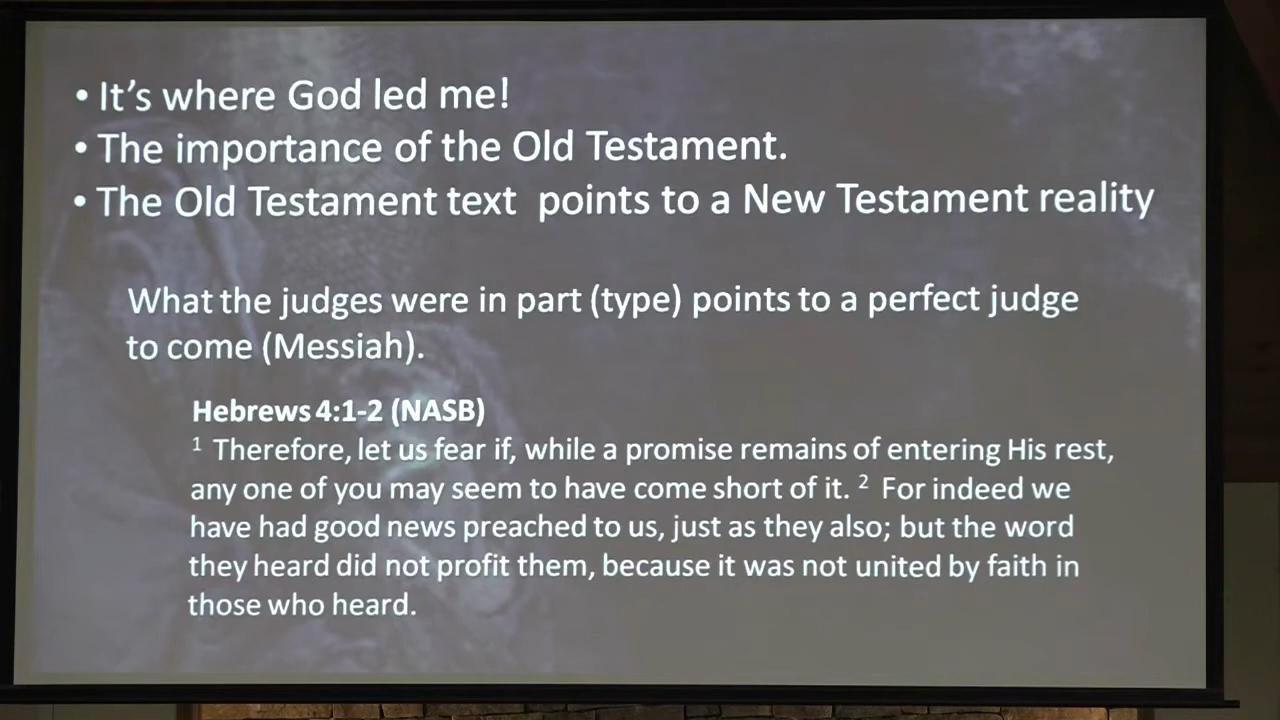 • It's where God led me!
• The importance of the Old Testament.
• The Old Testament text points to a New Testament reality
What the judges were in part (type) points to a perfect judge
to come (Messiah).
Hebrews 4:1-2 (NASB)
1 Therefore, let us fear if, while a promise remains of entering His rest,
any one of you may seem to have come short of it. 2 For indeed we
have had good news preached to us, just as they also; but the word
they heard did not profit them, because it was not united by faith in
those who heard.